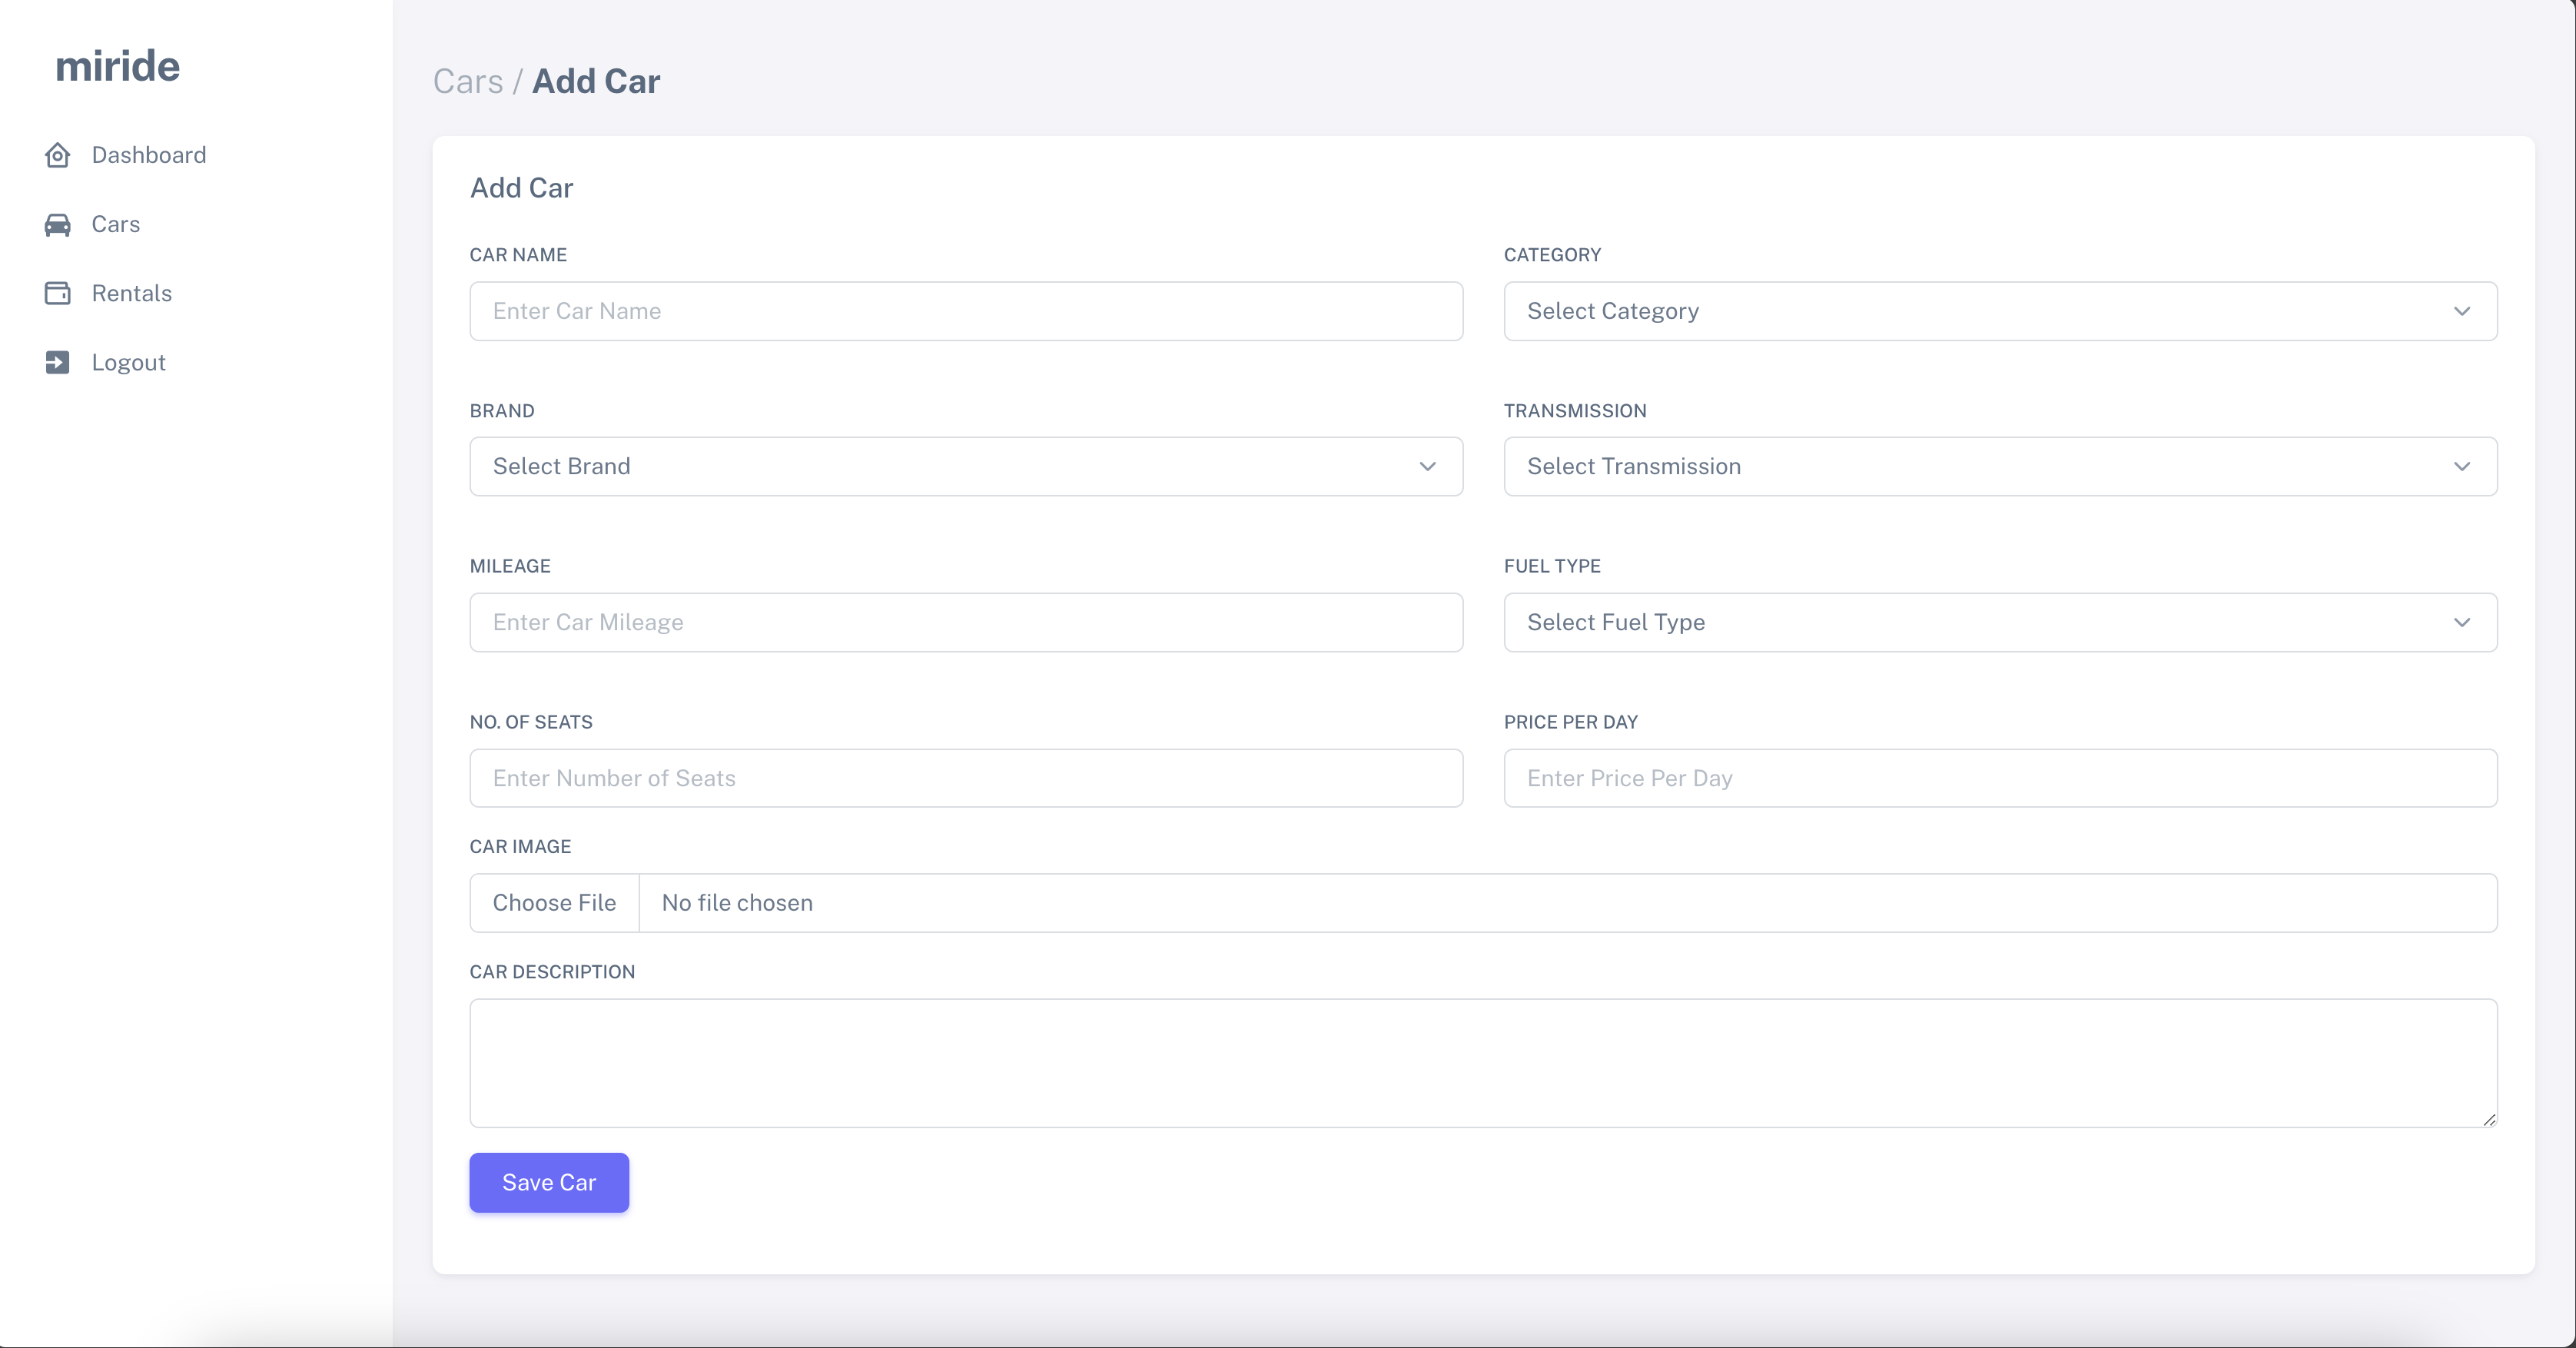 miride
Dashboard
Cars
Rentals
Logout
Cars / Add Car
Add Car
CAR NAME
Enter Car Name
CATEGORY
Select Category
BRAND
Select Brand
TRANSMISSION
Select Transmission
MILEAGE
Enter Car Mileage
FUEL TYPE
Select Fuel Type
NO. OF SEATS
Enter Number of Seats
PRICE PER DAY
Enter Price Per Day
CAR IMAGE
Choose File No file chosen
CAR DESCRIPTION
Save Car